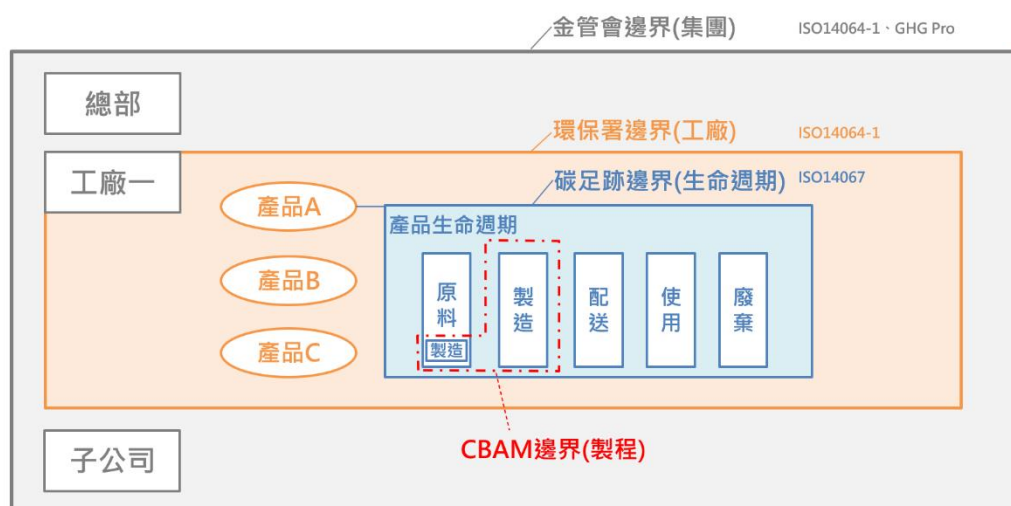 金管會邊界(集團)
ISO14064-1、GHG Pro
總部
環保署邊界(工廠)
ISO14064-1
工廠一
碳足跡邊界(生命週期)
ISO14067
產品A
產品生命週期
產品B
原料
製造
製造
配送
使用
廢棄
產品C
CBAM邊界(製程)
子公司